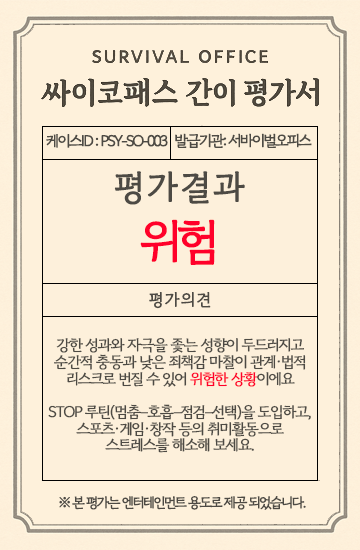 SURVIVAL OFFICE
싸이코패스 간이 평가서
케이스ID : PSY-SO-003 발급기관: 서바이벌오피스
평가결과
위험
평가의견
강한 성과와 자극을 좇는 성향이 두드러지고
순간적 충동과 낮은 죄책감 마찰이 관계·법적
리스크로 번질 수 있어 위험한 상황이에요
STOP 루틴(멈춤–호흡–점검–선택)을 도입하고,
스포츠·게임·창작 등의 취미활동으로
스트레스를 해소해 보세요.
※ 본 평가는 엔터테인먼트 용도로 제공 되었습니다.